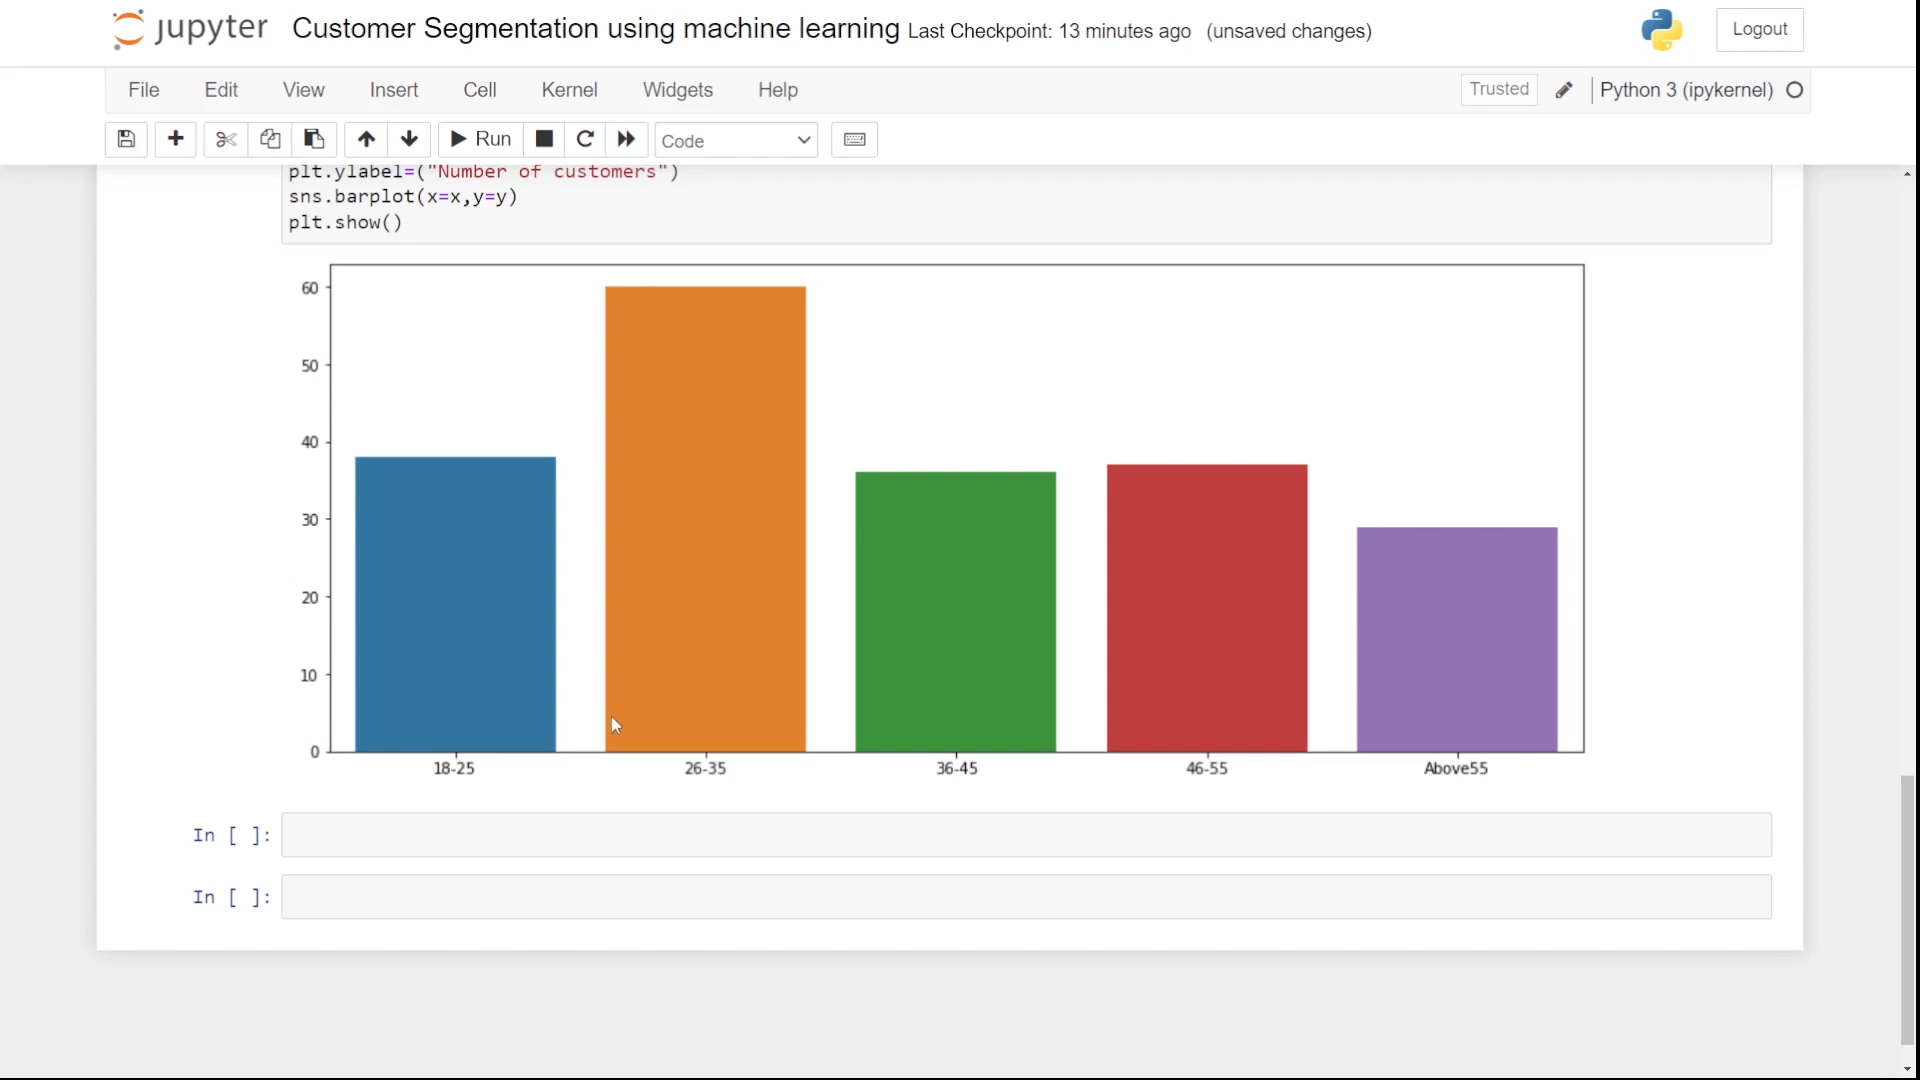 jupyter Customer Segmentation using machine learning Last Checkpoint: 13 minutes ago (unsaved changes) Logout
File Edit View Insert Cell Kernel Widgets Help Trusted Python 3 (ipykernel)
Run Code
plt.ylabel=("Number of customers")
sns.barplot(x=x,y=y)
plt.show()
60
50
40
30
20
10
0
18-25 26-35 36-45 46-55 Above55
In [ ]:
In [ ]: